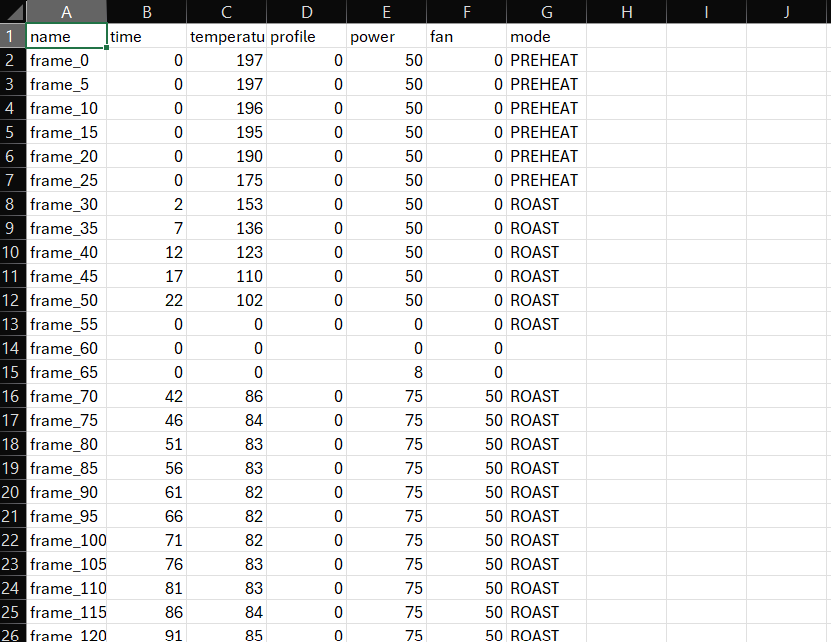 A B C D E F G H I J
1 name time temperatu profile power fan mode
2 frame_0 0 197 0 50 0 PREHEAT
3 frame_5 0 197 0 50 0 PREHEAT
4 frame_10 0 196 0 50 0 PREHEAT
5 frame_15 0 195 0 50 0 PREHEAT
6 frame_20 0 190 0 50 0 PREHEAT
7 frame_25 0 175 0 50 0 PREHEAT
8 frame_30 2 153 0 50 0 ROAST
9 frame_35 7 136 0 50 0 ROAST
10 frame_40 12 123 0 50 0 ROAST
11 frame_45 17 110 0 50 0 ROAST
12 frame_50 22 102 0 50 0 ROAST
13 frame_55 0 0 0 0 0 ROAST
14 frame_60 0 0 0 0
15 frame_65 0 0 8 0
16 frame_70 42 86 0 75 50 ROAST
17 frame_75 46 84 0 75 50 ROAST
18 frame_80 51 83 0 75 50 ROAST
19 frame_85 56 83 0 75 50 ROAST
20 frame_90 61 82 0 75 50 ROAST
21 frame_95 66 82 0 75 50 ROAST
22 frame_100 71 82 0 75 50 ROAST
23 frame_105 76 83 0 75 50 ROAST
24 frame_110 81 83 0 75 50 ROAST
25 frame_115 86 84 0 75 50 ROAST
26 frame_120 91 85 0 75 50 ROAST